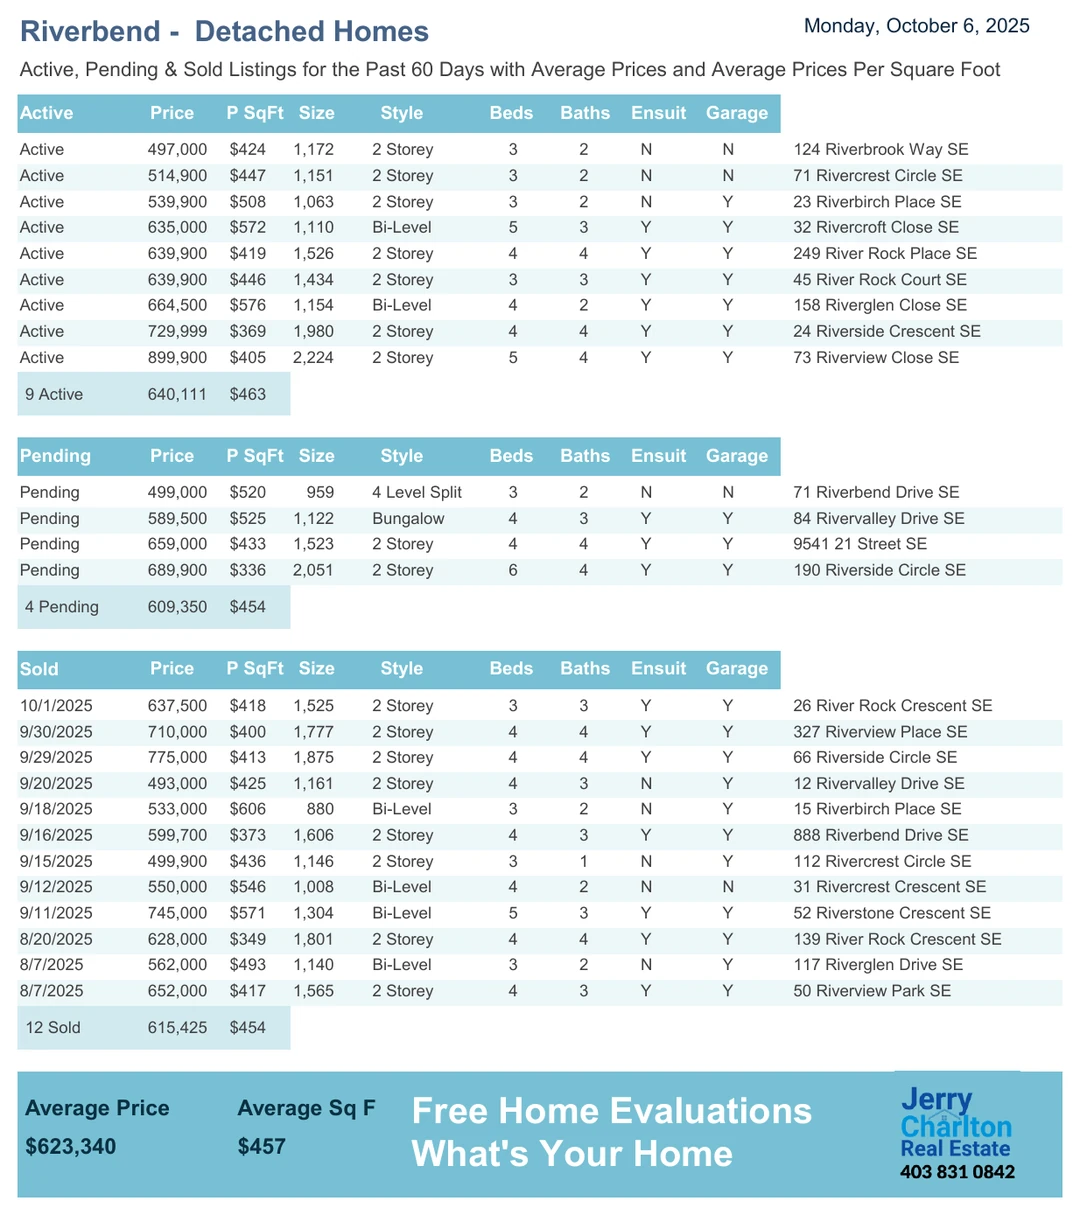 Riverbend -  Detached Homes
Monday, October 6, 2025
Active, Pending & Sold Listings for the Past 60 Days with Average Prices and Average Prices Per Square Foot
Active Price P SqFt Size Style Beds Baths Ensuit Garage
Active 497,000 $424 1,172 2 Storey 3 2 N N 124 Riverbrook Way SE
Active 514,900 $447 1,151 2 Storey 3 2 N N 71 Rivercrest Circle SE
Active 539,900 $508 1,063 2 Storey 3 2 N Y 23 Riverbirch Place SE
Active 635,000 $572 1,110 Bi-Level 5 3 Y Y 32 Rivercroft Close SE
Active 639,900 $419 1,526 2 Storey 4 4 Y Y 249 River Rock Place SE
Active 639,900 $446 1,434 2 Storey 3 3 Y Y 45 River Rock Court SE
Active 664,500 $576 1,154 Bi-Level 4 2 Y Y 158 Riverglen Close SE
Active 729,999 $369 1,980 2 Storey 4 4 Y Y 24 Riverside Crescent SE
Active 899,900 $405 2,224 2 Storey 5 4 Y Y 73 Riverview Close SE
9 Active 640,111 $463
Pending Price P SqFt Size Style Beds Baths Ensuit Garage
Pending 499,000 $520 959 4 Level Split 3 2 N N 71 Riverbend Drive SE
Pending 589,500 $525 1,122 Bungalow 4 3 Y Y 84 Rivervalley Drive SE
Pending 659,000 $433 1,523 2 Storey 4 4 Y Y 9541 21 Street SE
Pending 689,900 $336 2,051 2 Storey 6 4 Y Y 190 Riverside Circle SE
4 Pending 609,350 $454
Sold Price P SqFt Size Style Beds Baths Ensuit Garage
10/1/2025 637,500 $418 1,525 2 Storey 3 3 Y Y 26 River Rock Crescent SE
9/30/2025 710,000 $400 1,777 2 Storey 4 4 Y Y 327 Riverview Place SE
9/29/2025 775,000 $413 1,875 2 Storey 4 4 Y Y 66 Riverside Circle SE
9/20/2025 493,000 $425 1,161 2 Storey 4 3 N Y 12 Rivervalley Drive SE
9/18/2025 533,000 $606 880 Bi-Level 3 2 N Y 15 Riverbirch Place SE
9/16/2025 599,700 $373 1,606 2 Storey 4 3 Y Y 888 Riverbend Drive SE
9/15/2025 499,900 $436 1,146 2 Storey 3 1 N Y 112 Rivercrest Circle SE
9/12/2025 550,000 $546 1,008 Bi-Level 4 2 N N 31 Rivercrest Crescent SE
9/11/2025 745,000 $571 1,304 Bi-Level 5 3 Y Y 52 Riverstone Crescent SE
8/20/2025 628,000 $349 1,801 2 Storey 4 4 Y Y 139 River Rock Crescent SE
8/7/2025 562,000 $493 1,140 Bi-Level 3 2 N Y 117 Riverglen Drive SE
8/7/2025 652,000 $417 1,565 2 Storey 4 3 Y Y 50 Riverview Park SE
12 Sold 615,425 $454
Average Price Average Sq F
$623,340 $457
Free Home Evaluations
What's Your Home
Jerry
Charlton
Real Estate
403 831 0842